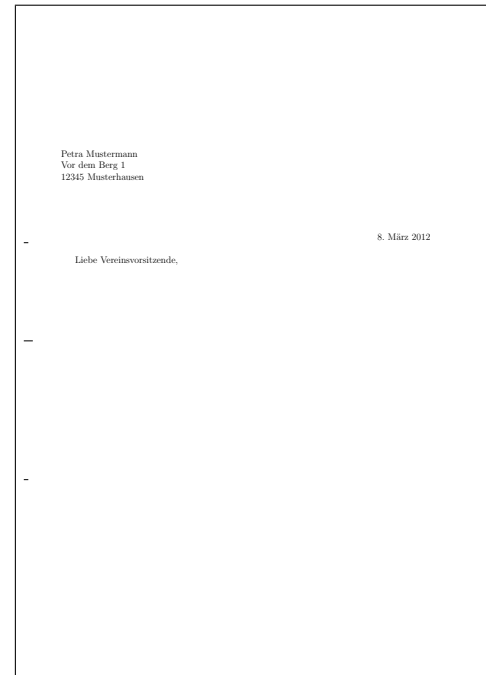 Petra Mustermann
Vor dem Berg 1
12345 Musterhausen
8. März 2012
Liebe Vereinsvorsitzende,